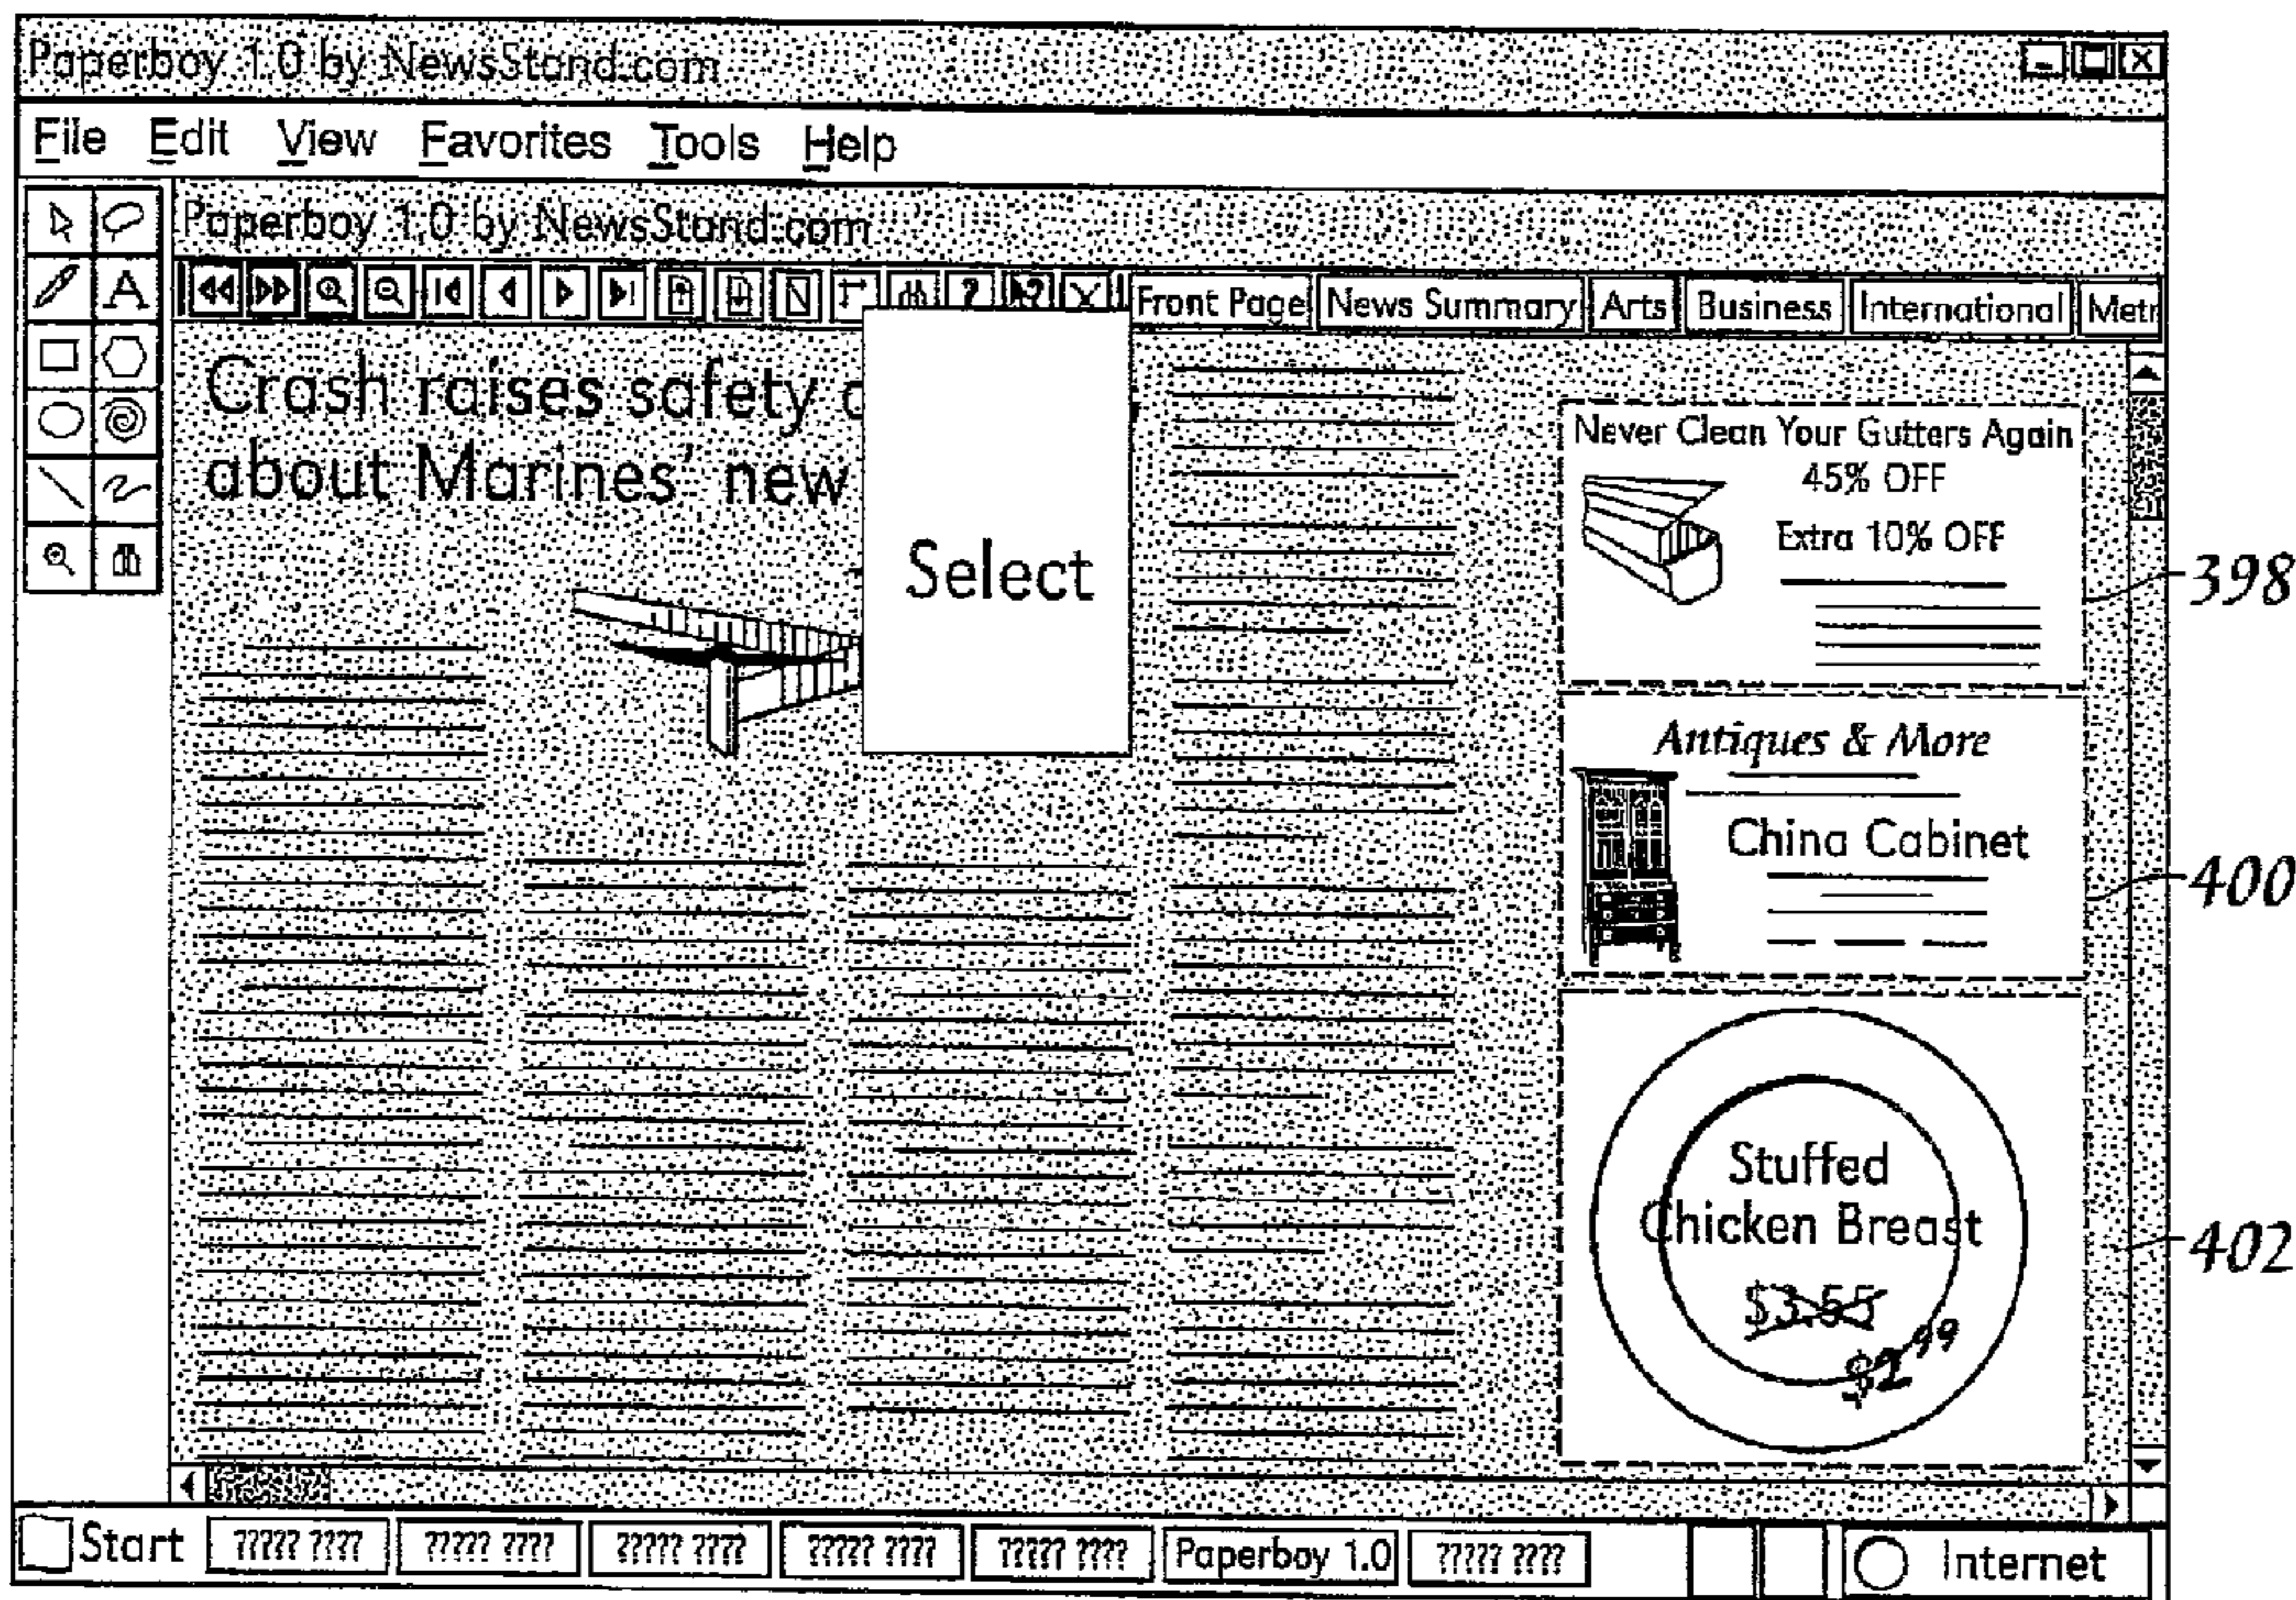 Paperboy 1.0 by NewsStand.com
File Edit View Favorites Tools Help
Paperboy 1.0 by NewsStand.com
A ? ? Front Page News Summary Arts Business International Metr
Crash raises safety
about Marines' new
Select
Never Clean Your Gutters Again
45% OFF
Extra 10% OFF
398
Antiques & More
China Cabinet
400
Stuffed
Chicken Breast
$3.55
$2.99
402
Start ????? ???? ????? ???? ????? ???? ????? ???? ????? ???? Paperboy 1.0 ????? ???? Internet